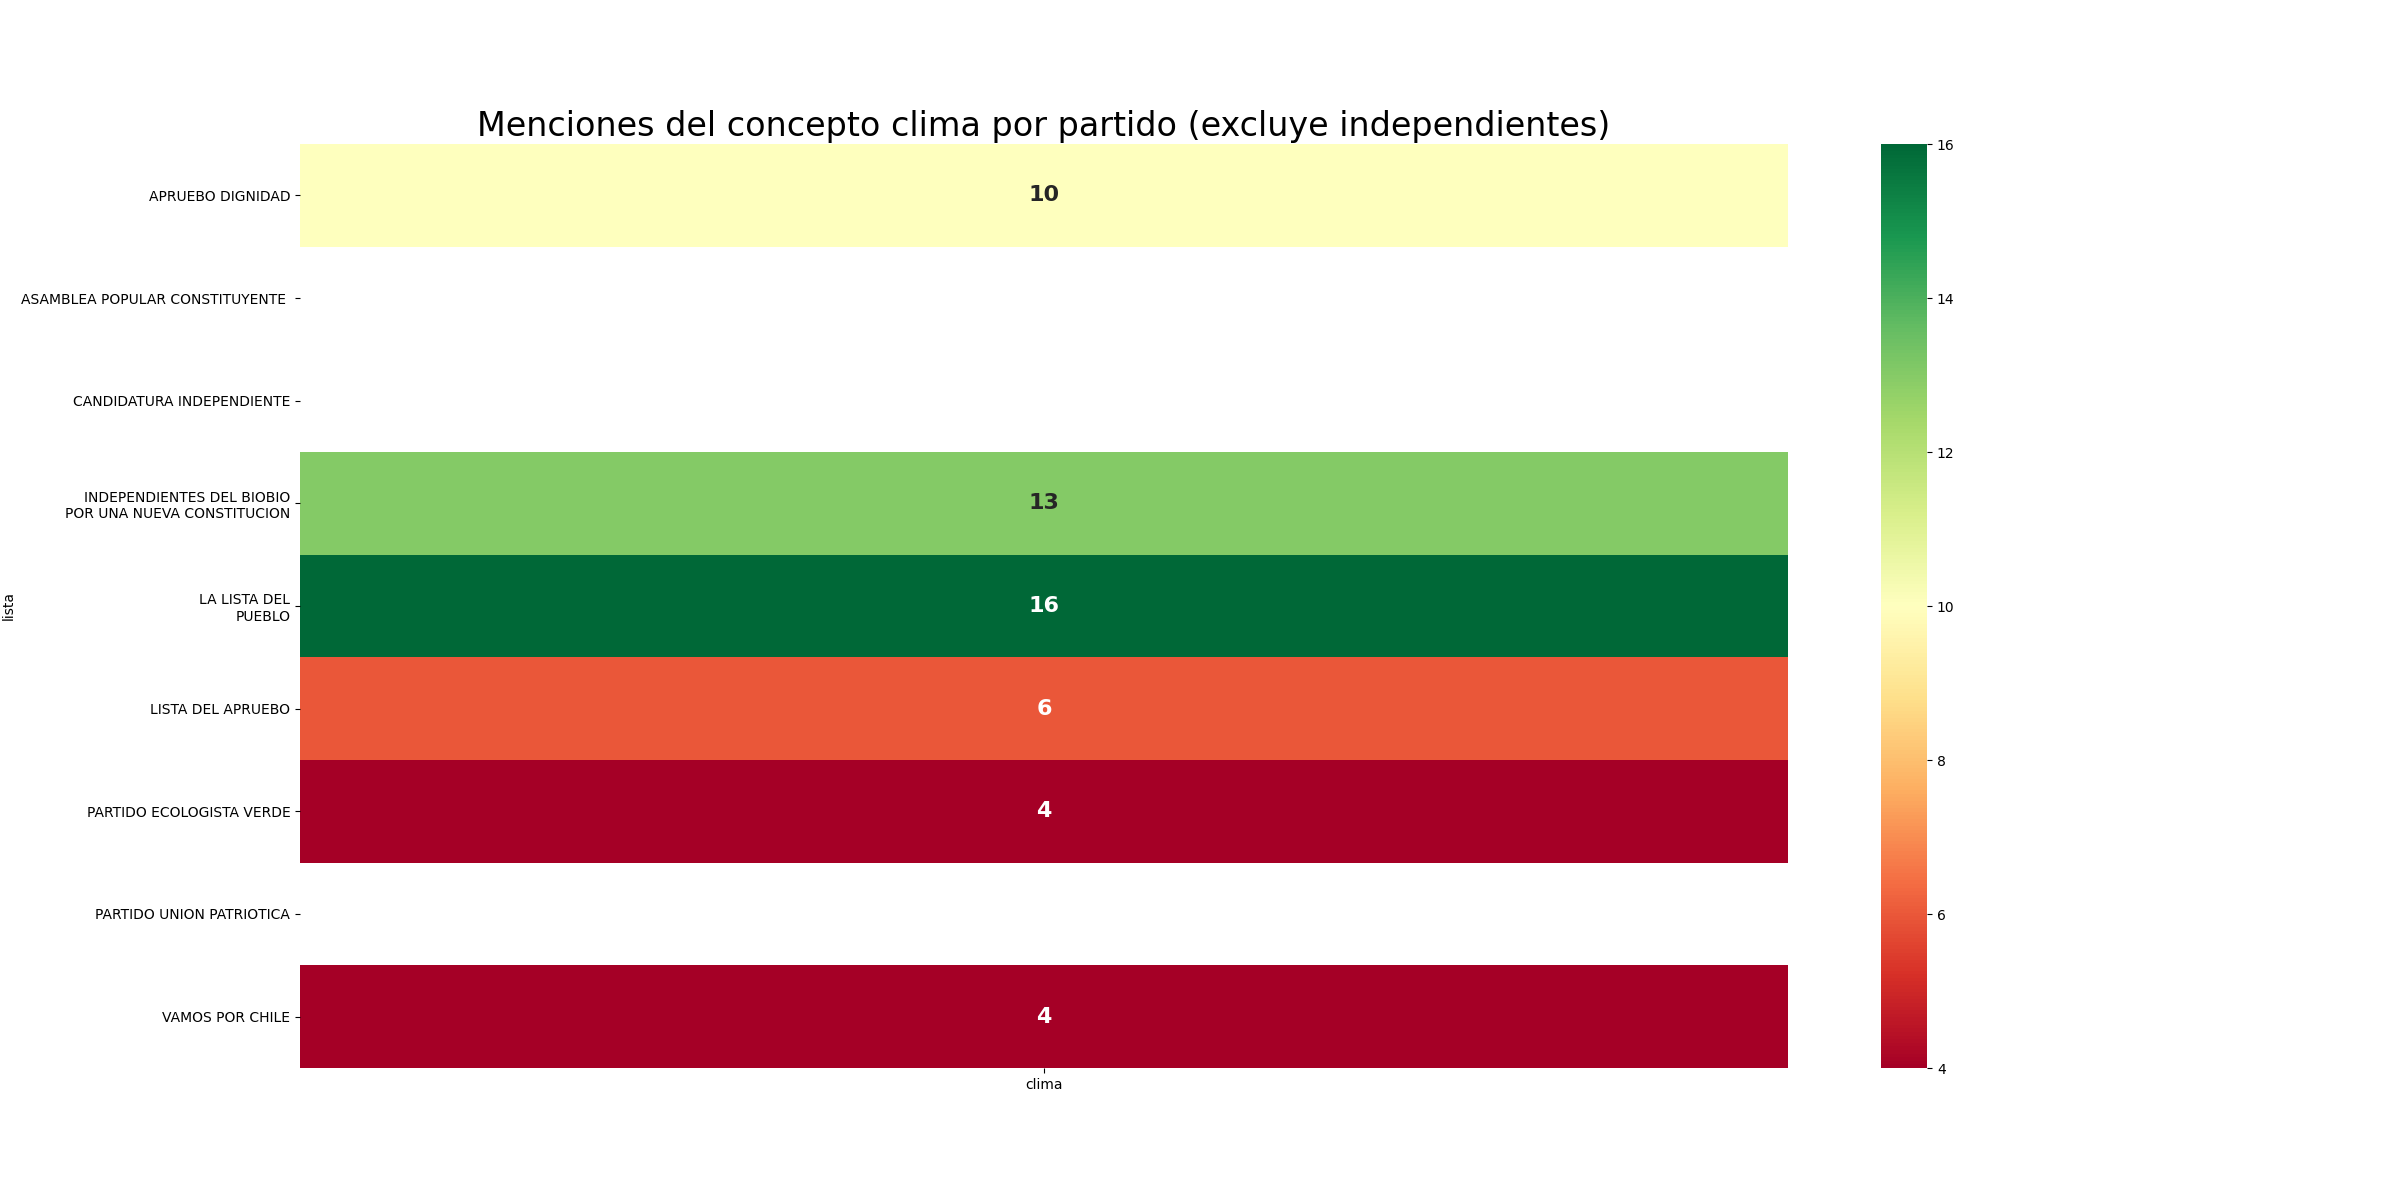 Menciones del concepto clima por partido (excluye independientes)
lista
APRUEBO DIGNIDAD
10
ASAMBLEA POPULAR CONSTITUYENTE
CANDIDATURA INDEPENDIENTE
INDEPENDIENTES DEL BIOBIO
POR UNA NUEVA CONSTITUCION
13
LA LISTA DEL
PUEBLO
16
LISTA DEL APRUEBO
6
PARTIDO ECOLOGISTA VERDE
4
PARTIDO UNION PATRIOTICA
VAMOS POR CHILE
4
clima
16
14
12
10
8
6
4